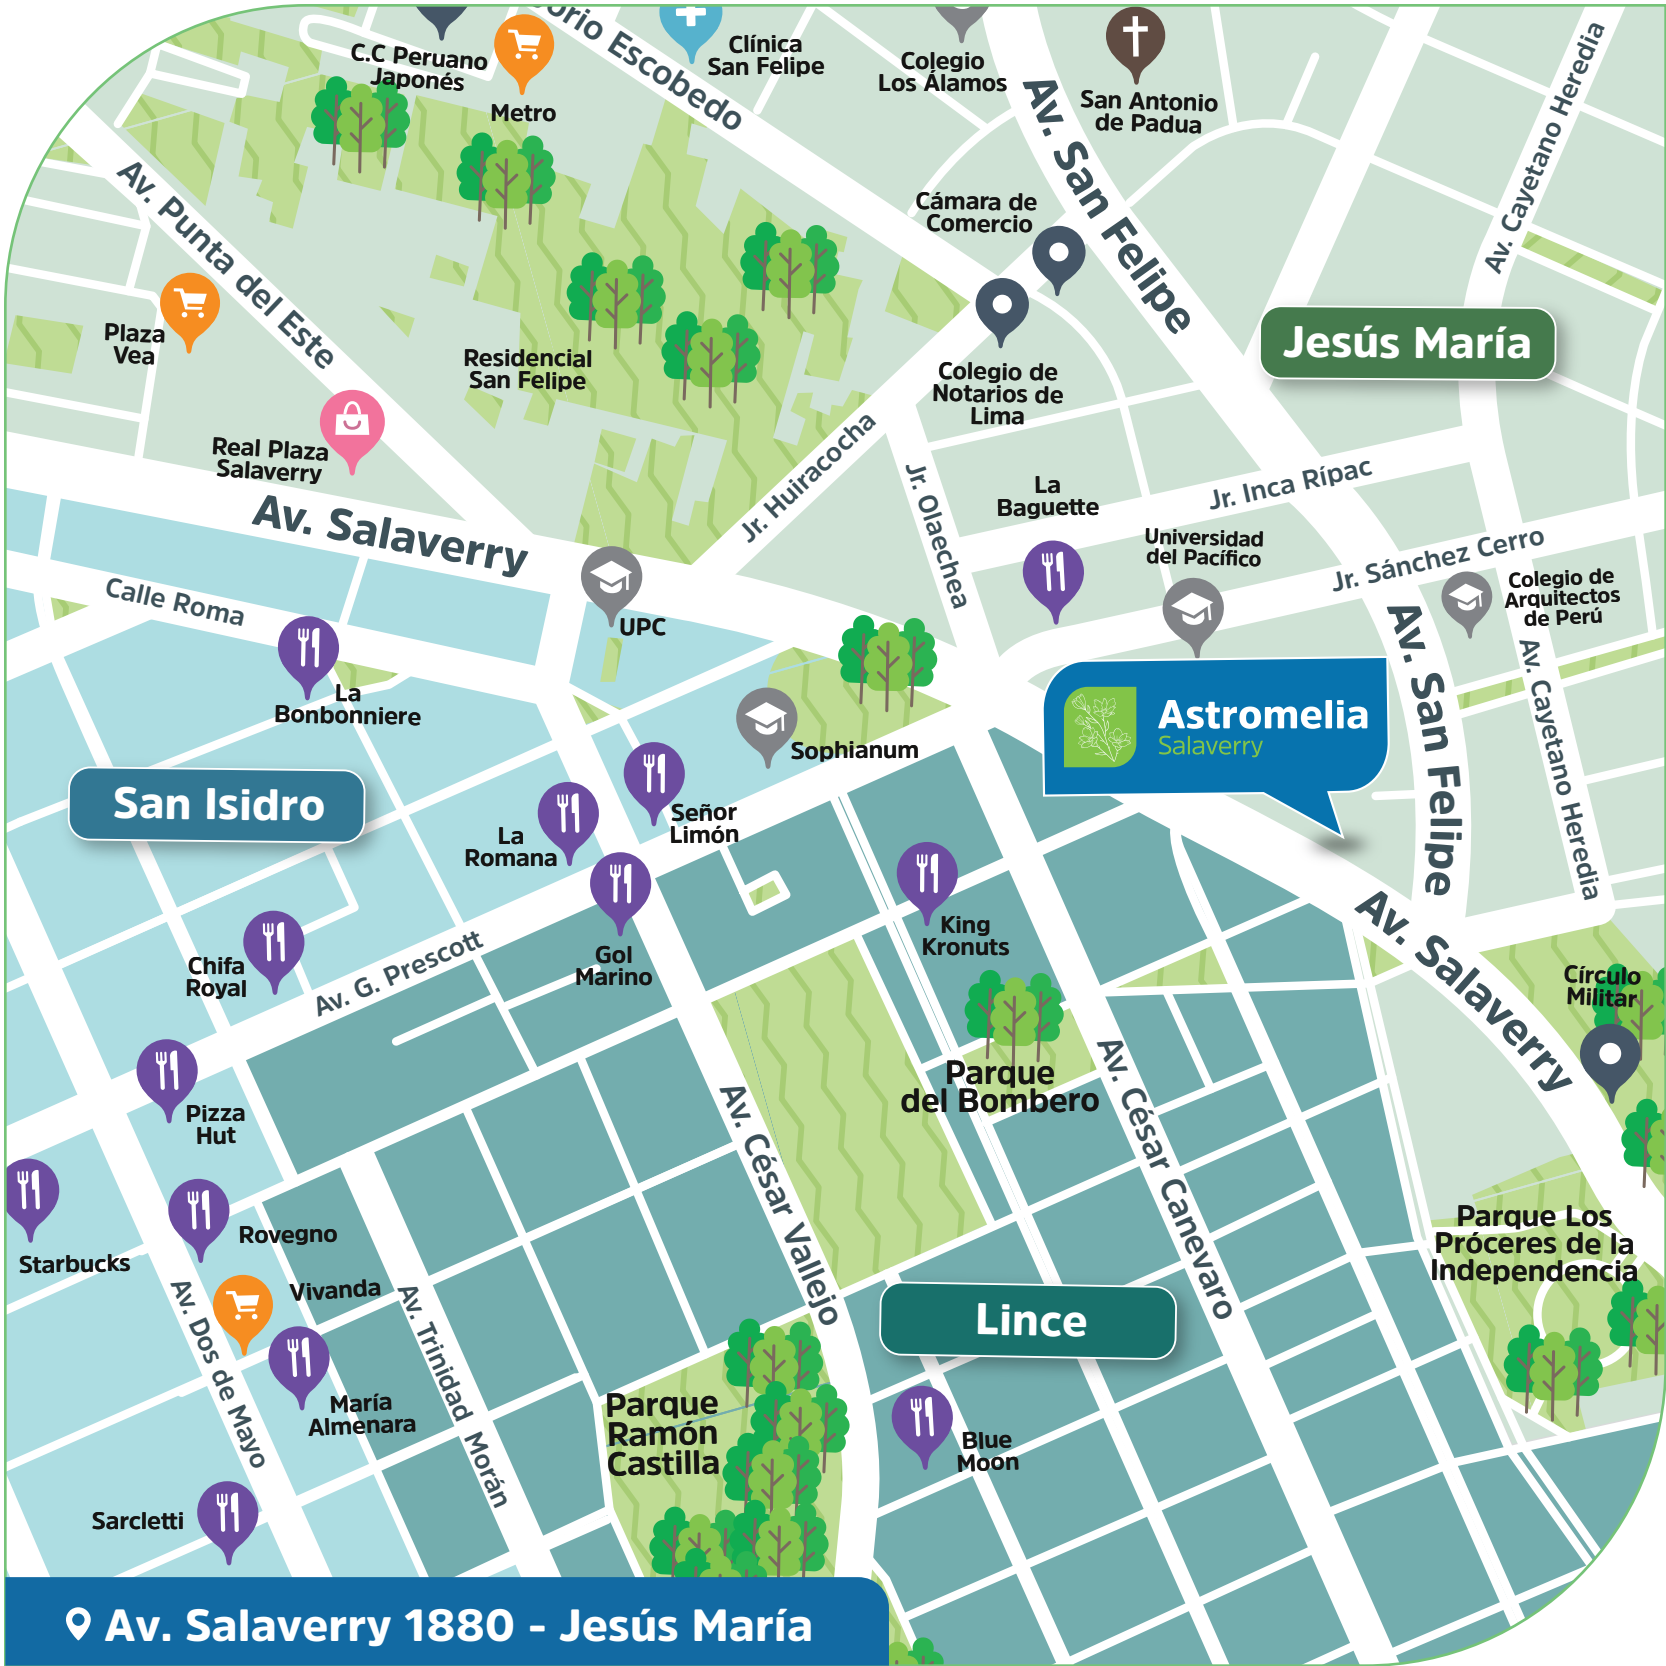 C.C Peruano
Japonés
Metro
orio Escobedo
Clínica
San Felipe
Colegio
Los Álamos
San Antonio
de Padua
Av. San Felipe
Av. Cayetano Heredia
Av. Punta del Este
Cámara de
Comercio
Plaza
Vea
Residencial
San Felipe
Colegio de
Notarios de
Lima
Jesús María
Real Plaza
Salaverry
Av. Salaverry
Jr. Huiracocha
Jr. Olaechea
La
Baguette
Jr. Inca Rípac
Universidad
del Pacífico
Jr. Sánchez Cerro
Colegio de
Arquitectos
de Perú
Calle Roma
UPC
La
Bonbonniere
Sophianum
Astromelia
Salaverry
Av. San Felipe
Av. Cayetano Heredia
San Isidro
Señor
Limón
La
Romana
Gol
Marino
King
Kronuts
Chifa
Royal
Av. G. Prescott
Av. Salaverry
Círculo
Militar
Pizza
Hut
Parque
del Bombero
Av. César Vallejo
Av. César Canevaro
Starbucks
Rovegno
Vivanda
Av. Dos de Mayo
Av. Trinidad Morán
María
Almenara
Parque Los
Próceres de la
Independencia
Lince
Parque
Ramón
Castilla
Blue
Moon
Sarcletti
Av. Salaverry 1880 - Jesús María